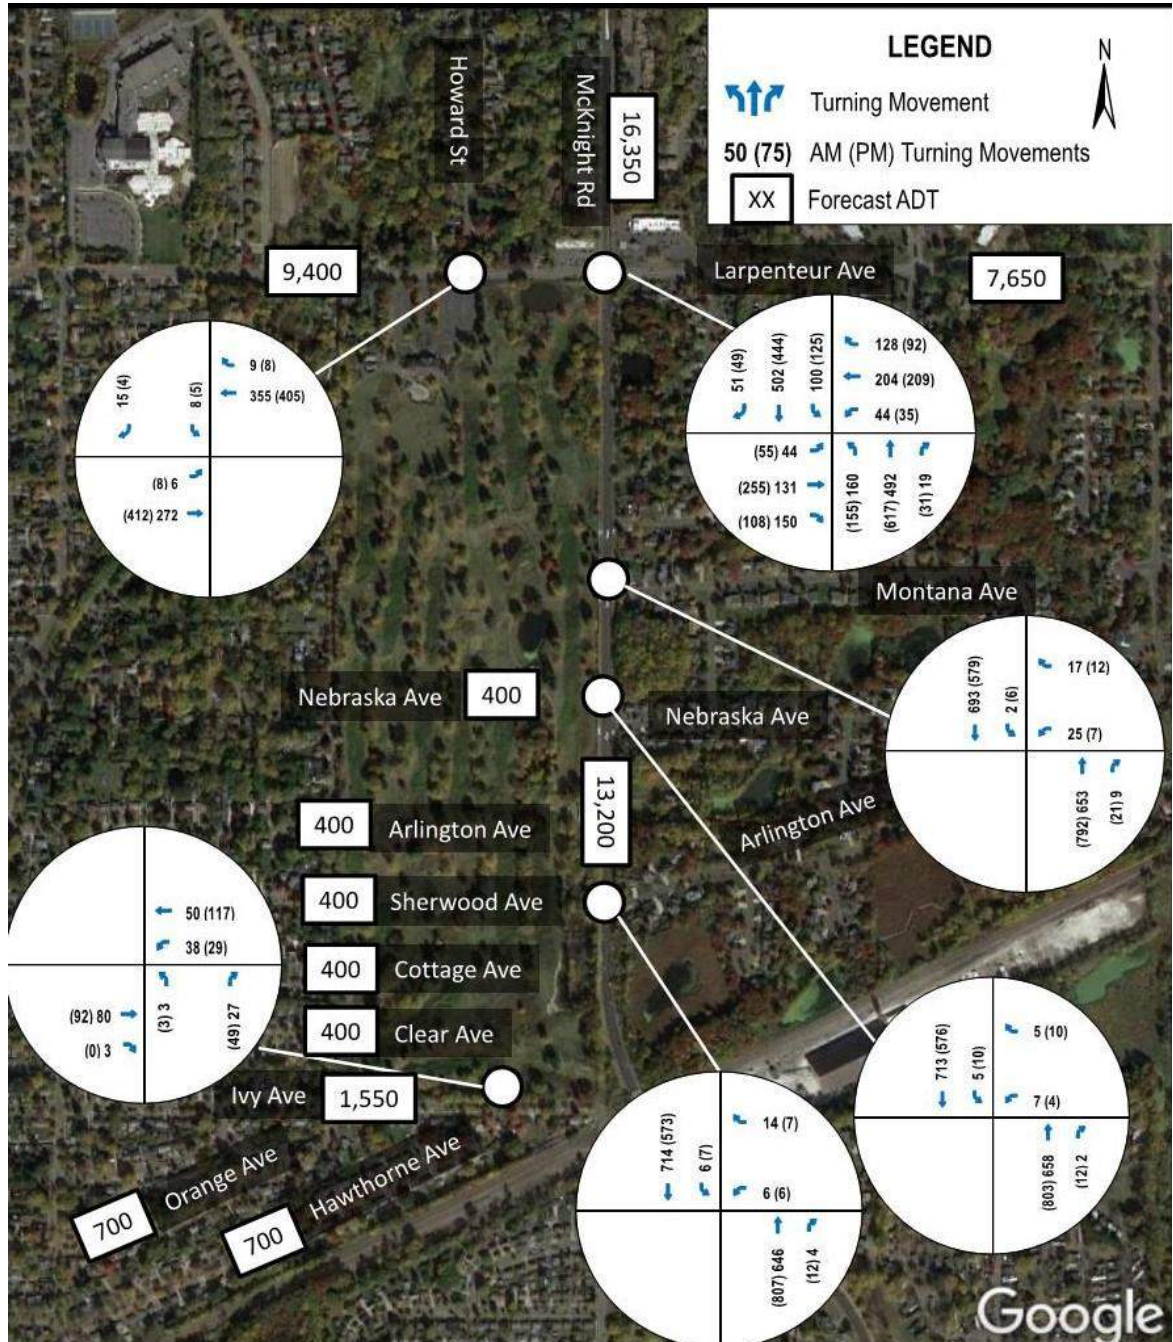 LEGEND
N
Turning Movement
50 (75) AM (PM) Turning Movements
XX Forecast ADT
Howard St
McKnight Rd
16,350
9,400
Larpenteur Ave
7,650
15 (4)
8 (5)
9 (8)
355 (405)
(8) 6
(412) 272
51 (49)
502 (444)
100 (125)
128 (92)
204 (209)
44 (35)
(55) 44
(255) 131
(108) 150
(155) 160
(617) 492
(31) 19
Montana Ave
693 (579)
2 (6)
17 (12)
25 (7)
(792) 653
(21) 9
Nebraska Ave
400
Nebraska Ave
13,200
Arlington Ave
400
Arlington Ave
400
Sherwood Ave
400
Cottage Ave
400
Clear Ave
50 (117)
38 (29)
(92) 80
(0) 3
(3) 3
(49) 27
Ivy Ave
1,550
Orange Ave
700
Hawthorne Ave
700
714 (573)
6 (7)
14 (7)
6 (6)
(807) 646
(12) 4
713 (576)
5 (10)
5 (10)
7 (4)
(803) 658
(12) 2
Google